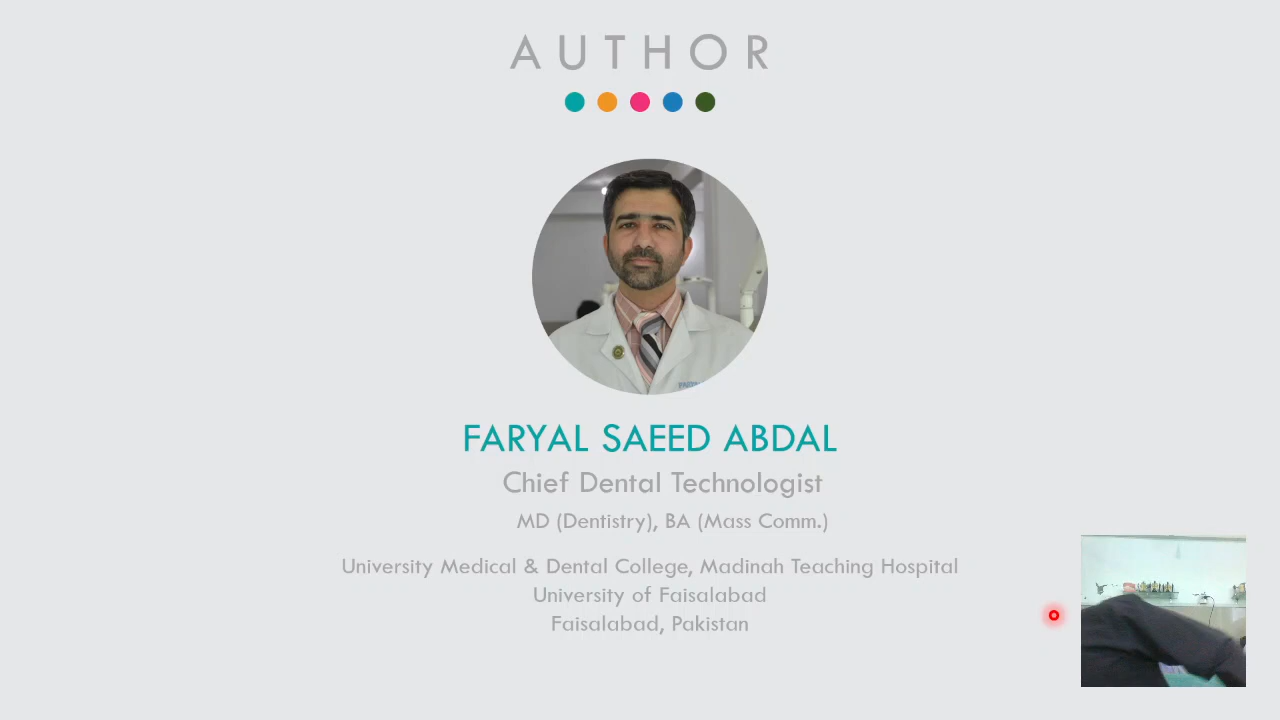 AUTHOR
FARYAL SAEED ABDAL
Chief Dental Technologist
MD (Dentistry), BA (Mass Comm.)
University Medical & Dental College, Madinah Teaching Hospital
University of Faisalabad
Faisalabad, Pakistan